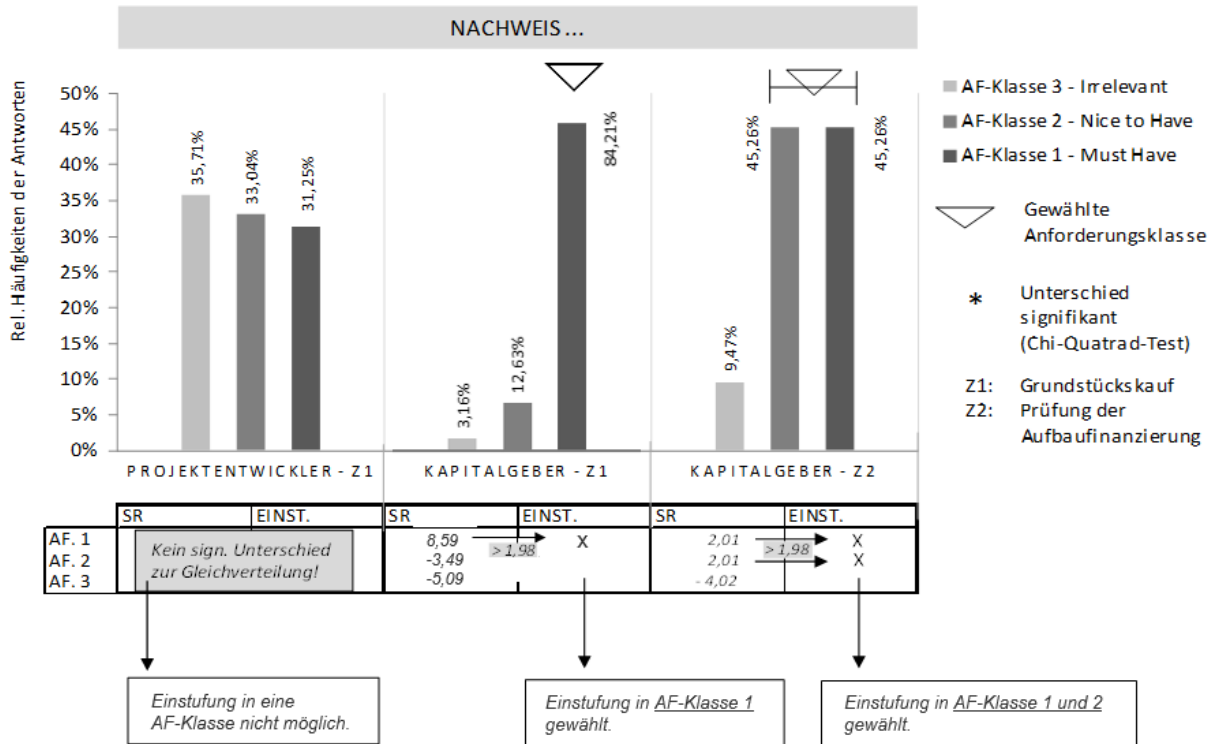 NACHWEIS ...
Rel. Häufigkeiten der Antworten
50%
45%
40%
35%
30%
25%
20%
15%
10%
5%
0%
35,71%
33,04%
31,25%
3,16%
12,63%
84,21%
9,47%
45,26%
45,26%
PROJEKTENTWICKLER - Z1
KAPITALGEBER - Z1
KAPITALGEBER - Z2
AF-Klasse 3 - Irrelevant
AF-Klasse 2 - Nice to Have
AF-Klasse 1 - Must Have
Gewählte
Anforderungsklasse
* Unterschied
signifikant
(Chi-Quatrad-Test)
Z1: Grundstückskauf
Z2: Prüfung der
Aufbaufinanzierung
SR EINST. SR EINST. SR EINST.
AF. 1
AF. 2
AF. 3
Kein sign. Unterschied
zur Gleichverteilung!
8,59 X
> 1,98
-3,49
-5,09
2,01 X
> 1,98
2,01 X
- 4,02
Einstufung in eine
AF-Klasse nicht möglich.
Einstufung in AF-Klasse 1
gewählt.
Einstufung in AF-Klasse 1 und 2
gewählt.